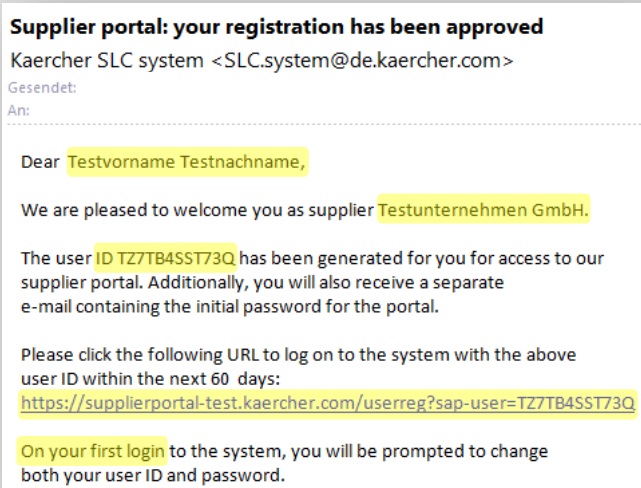 Supplier portal: your registration has been approved
Kaercher SLC system <SLC.system@de.kaercher.com>
Gesendet:
An:
Dear Testvorname Testnachname,
We are pleased to welcome you as supplier Testunternehmen GmbH.
The user ID TZ7TB4SST73Q has been generated for you for access to our
supplier portal. Additionally, you will also receive a separate
e-mail containing the initial password for the portal.
Please click the following URL to log on to the system with the above
user ID within the next 60 days:
https://supplierportal-test.kaercher.com/userreg?sap-user=TZ7TB4SST73Q
On your first login to the system, you will be prompted to change
both your user ID and password.